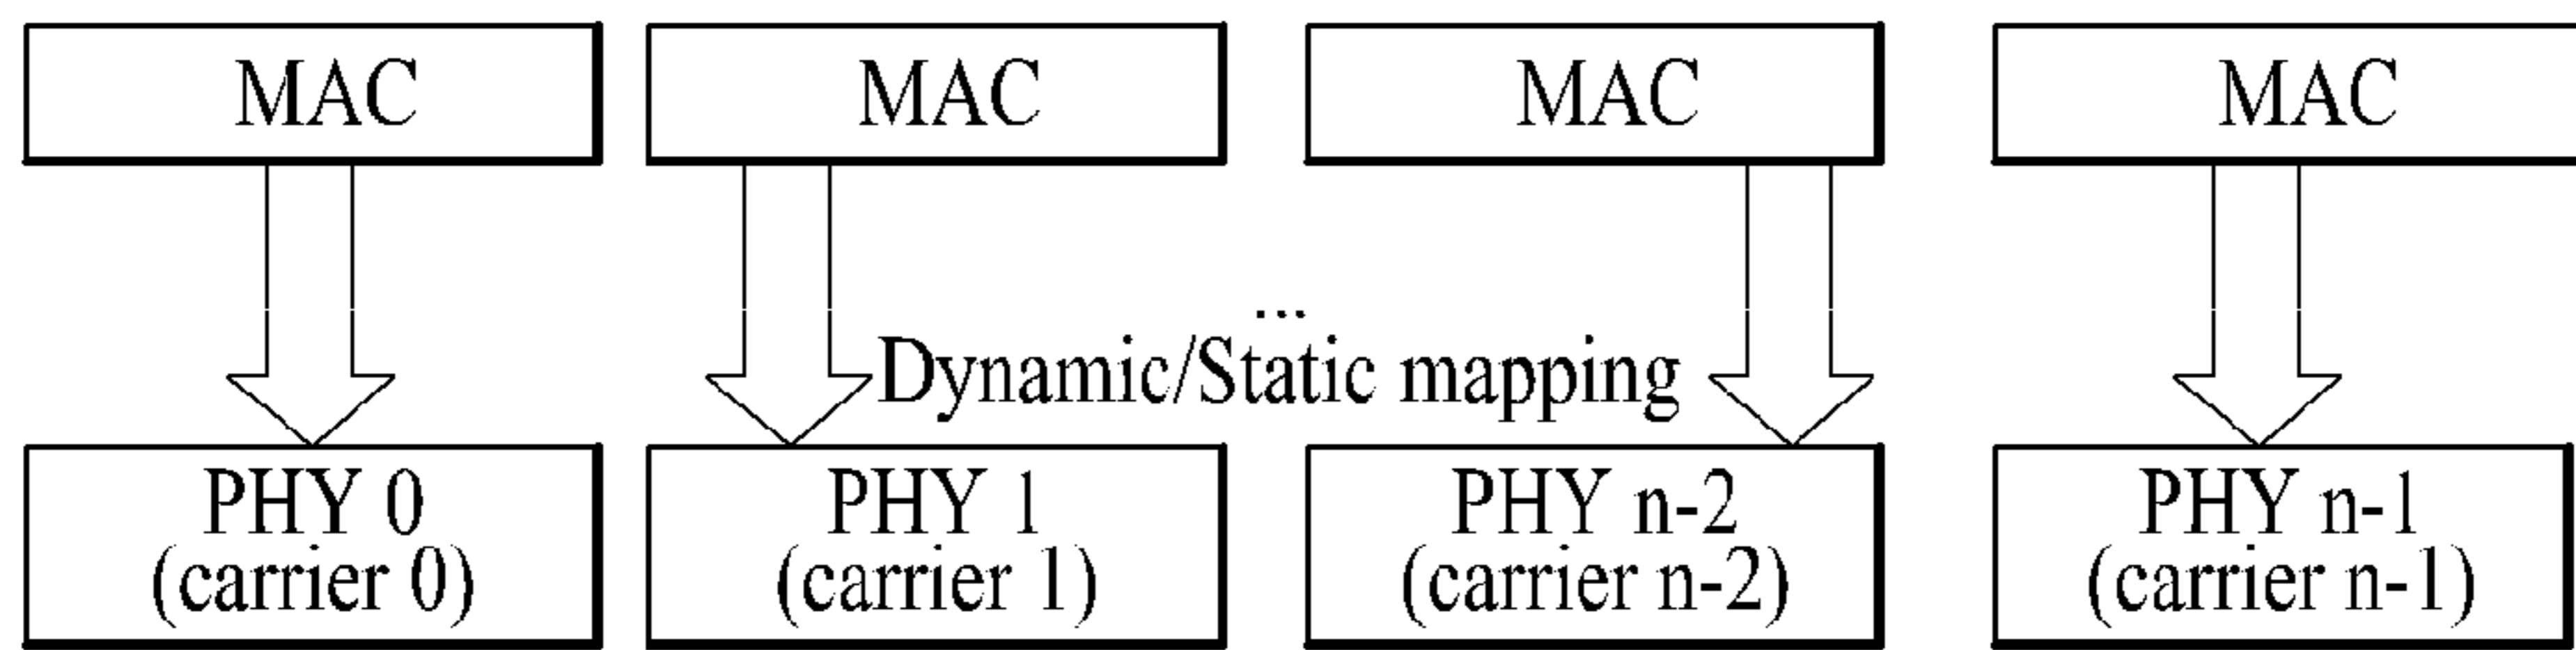 MAC
MAC
MAC
MAC
...
Dynamic/Static mapping
PHY 0
(carrier 0)
PHY 1
(carrier 1)
PHY n-2
(carrier n-2)
PHY n-1
(carrier n-1)